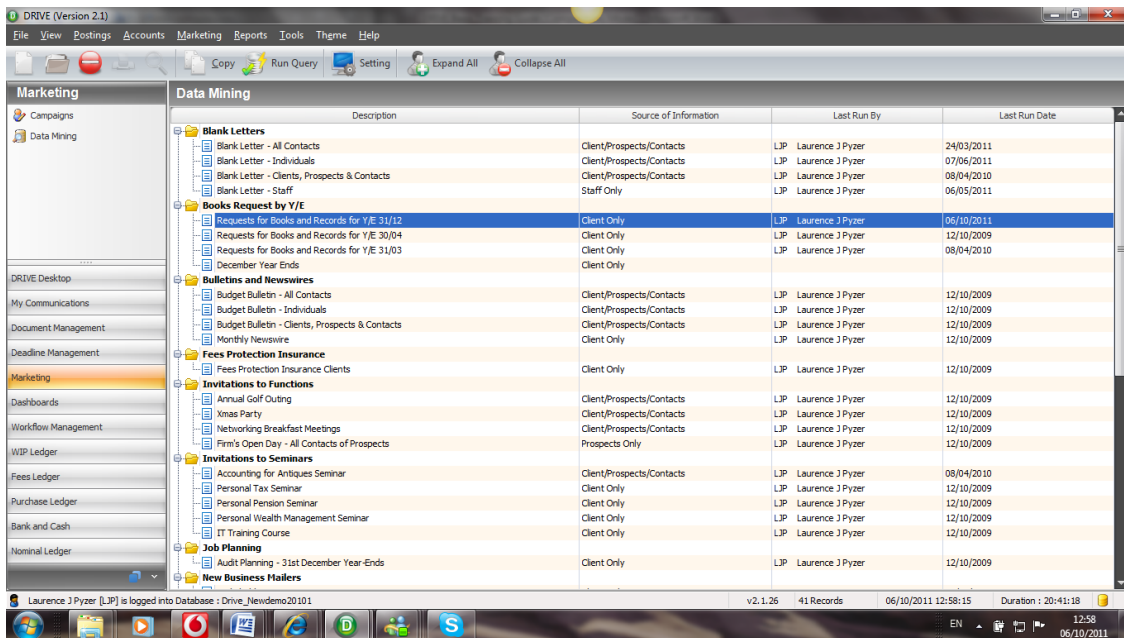 DRIVE (Version 2.1)
File View Postings Accounts Marketing Reports Tools Theme Help
Copy Run Query Setting Expand All Collapse All
Marketing
Campaigns
Data Mining
DRIVE Desktop
My Communications
Document Management
Deadline Management
Marketing
Dashboards
Workflow Management
WIP Ledger
Fees Ledger
Purchase Ledger
Bank and Cash
Nominal Ledger
Data Mining
Description Source of Information Last Run By Last Run Date
Blank Letters
Blank Letter - All Contacts Client/Prospects/Contacts LJP Laurence J Pyzer 24/03/2011
Blank Letter - Individuals Client/Prospects/Contacts LJP Laurence J Pyzer 07/06/2011
Blank Letter - Clients, Prospects & Contacts Client/Prospects/Contacts LJP Laurence J Pyzer 08/04/2010
Blank Letter - Staff Staff Only LJP Laurence J Pyzer 06/05/2011
Books Request by Y/E
Requests for Books and Records for Y/E 31/12 Client Only LJP Laurence J Pyzer 06/10/2011
Requests for Books and Records for Y/E 30/04 Client Only LJP Laurence J Pyzer 12/10/2009
Requests for Books and Records for Y/E 31/03 Client Only LJP Laurence J Pyzer 08/04/2010
December Year Ends Client Only
Bulletins and Newswires
Budget Bulletin - All Contacts Client/Prospects/Contacts LJP Laurence J Pyzer 12/10/2009
Budget Bulletin - Individuals Client/Prospects/Contacts LJP Laurence J Pyzer 12/10/2009
Budget Bulletin - Clients, Prospects & Contacts Client/Prospects/Contacts LJP Laurence J Pyzer 12/10/2009
Monthly Newswire Client Only LJP Laurence J Pyzer 12/10/2009
Fees Protection Insurance
Fees Protection Insurance Clients Client Only LJP Laurence J Pyzer 12/10/2009
Invitations to Functions
Annual Golf Outing Client/Prospects/Contacts LJP Laurence J Pyzer 12/10/2009
Xmas Party Client/Prospects/Contacts LJP Laurence J Pyzer 12/10/2009
Networking Breakfast Meetings Client/Prospects/Contacts LJP Laurence J Pyzer 12/10/2009
Firm's Open Day - All Contacts of Prospects Prospects Only LJP Laurence J Pyzer 12/10/2009
Invitations to Seminars
Accounting for Antiques Seminar Client/Prospects/Contacts LJP Laurence J Pyzer 08/04/2010
Personal Tax Seminar Client Only LJP Laurence J Pyzer 12/10/2009
Personal Pension Seminar Client Only LJP Laurence J Pyzer 12/10/2009
Personal Wealth Management Seminar Client Only LJP Laurence J Pyzer 12/10/2009
IT Training Course Client Only LJP Laurence J Pyzer 12/10/2009
Job Planning
Audit Planning - 31st December Year-Ends Client Only LJP Laurence J Pyzer 12/10/2009
New Business Mailers
Laurence J Pyzer [LJP] is logged into Database : Drive_Newdemo20101 v2.1.26 41 Records 06/10/2011 12:58:15 Duration : 20:41:18
EN 12:58
06/10/2011